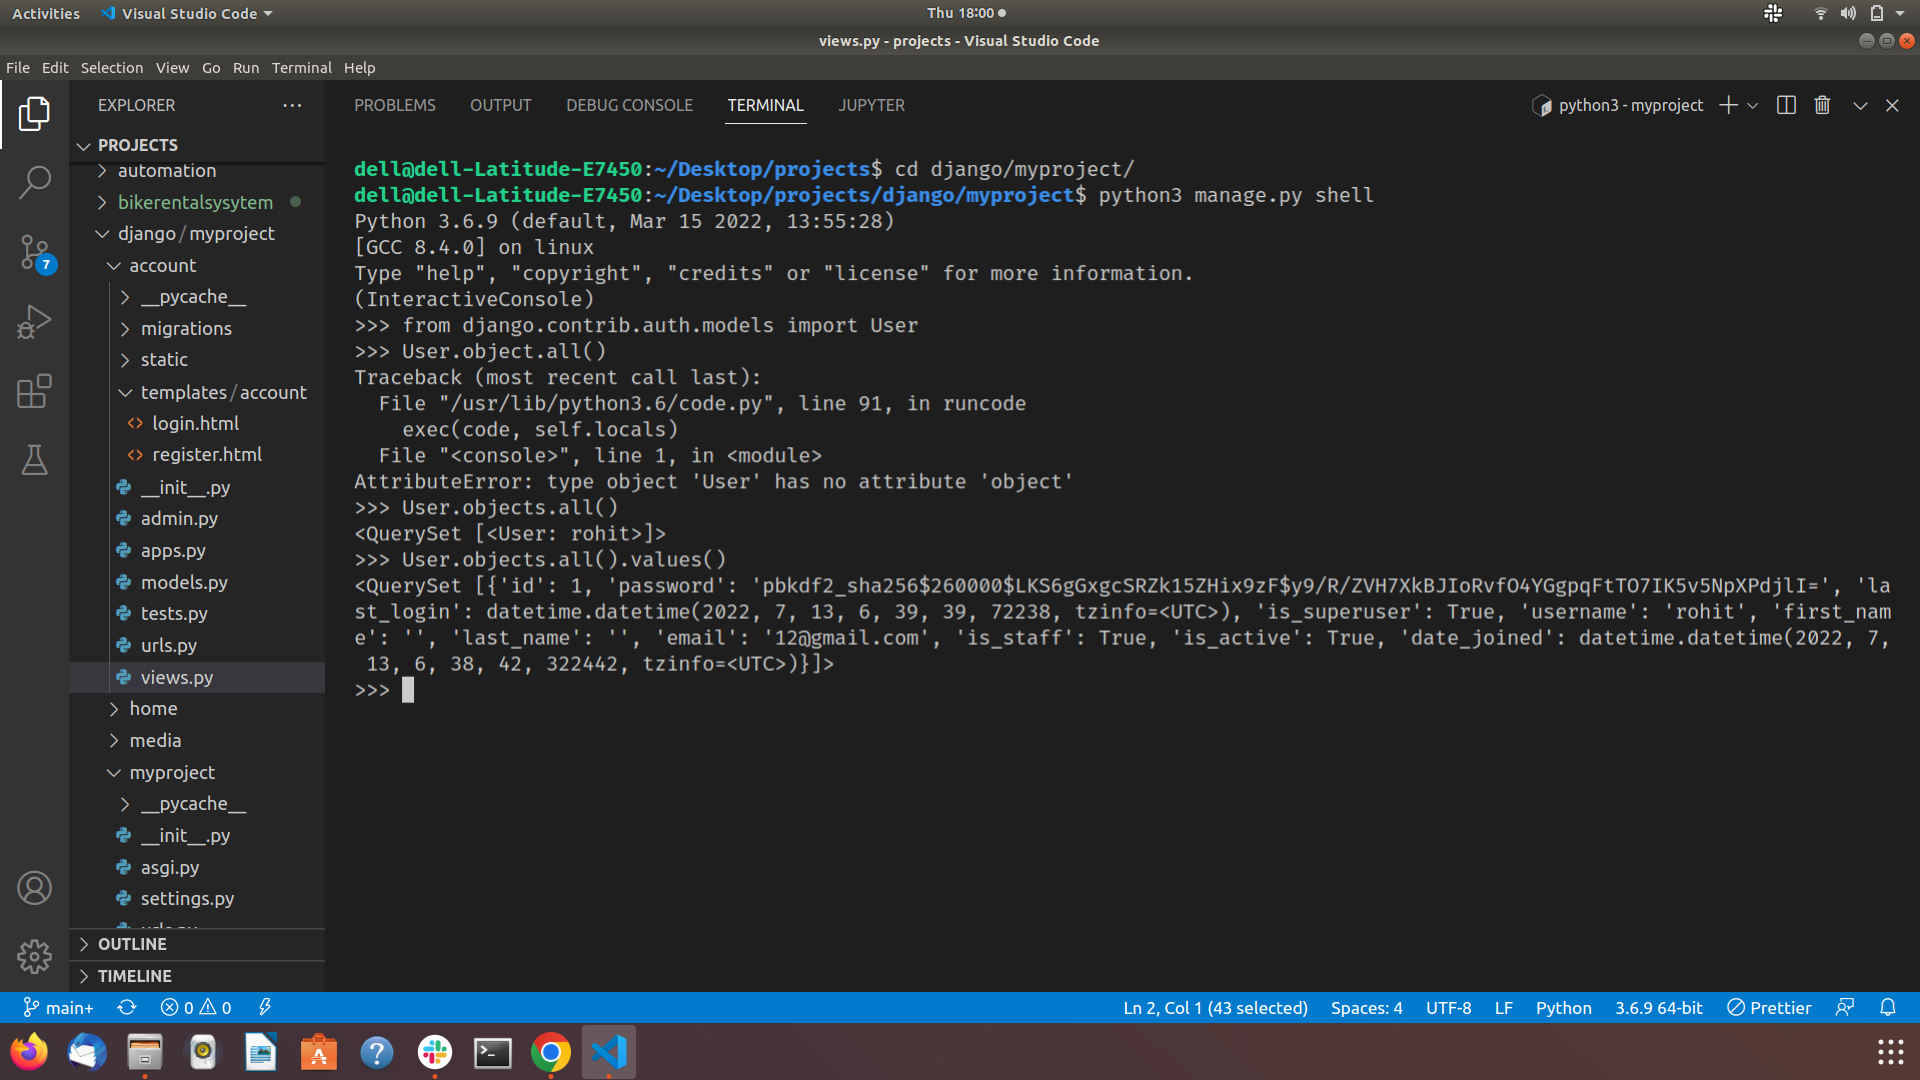 Activities
Visual Studio Code
Thu 18:00
views.py - projects - Visual Studio Code
File Edit Selection View Go Run Terminal Help
EXPLORER
PROJECTS
automation
bikerentalsysytem
django/myproject
account
__pycache__
migrations
static
templates/account
login.html
register.html
__init__.py
admin.py
apps.py
models.py
tests.py
urls.py
views.py
home
media
myproject
__pycache__
__init__.py
asgi.py
settings.py
OUTLINE
TIMELINE
7
PROBLEMS OUTPUT DEBUG CONSOLE TERMINAL JUPYTER
python3 - myproject
dell@dell-Latitude-E7450:~/Desktop/projects$ cd django/myproject/
dell@dell-Latitude-E7450:~/Desktop/projects/django/myproject$ python3 manage.py shell
Python 3.6.9 (default, Mar 15 2022, 13:55:28)
[GCC 8.4.0] on linux
Type "help", "copyright", "credits" or "license" for more information.
(InteractiveConsole)
>>> from django.contrib.auth.models import User
>>> User.object.all()
Traceback (most recent call last):
  File "/usr/lib/python3.6/code.py", line 91, in runcode
    exec(code, self.locals)
  File "<console>", line 1, in <module>
AttributeError: type object 'User' has no attribute 'object'
>>> User.objects.all()
<QuerySet [<User: rohit>]>
>>> User.objects.all().values()
<QuerySet [{'id': 1, 'password': 'pbkdf2_sha256$260000$LKS6gGxgcSRZk15ZHix9zF$y9/R/ZVH7XkBJIoRvfO4YGgpqFtTO7IK5v5NpXPdjlI=', 'la
st_login': datetime.datetime(2022, 7, 13, 6, 39, 39, 72238, tzinfo=<UTC>), 'is_superuser': True, 'username': 'rohit', 'first_nam
e': '', 'last_name': '', 'email': '12@gmail.com', 'is_staff': True, 'is_active': True, 'date_joined': datetime.datetime(2022, 7,
 13, 6, 38, 42, 322442, tzinfo=<UTC>)}]>
>>>
main+ 0 0
Ln 2, Col 1 (43 selected) Spaces: 4 UTF-8 LF Python 3.6.9 64-bit Prettier